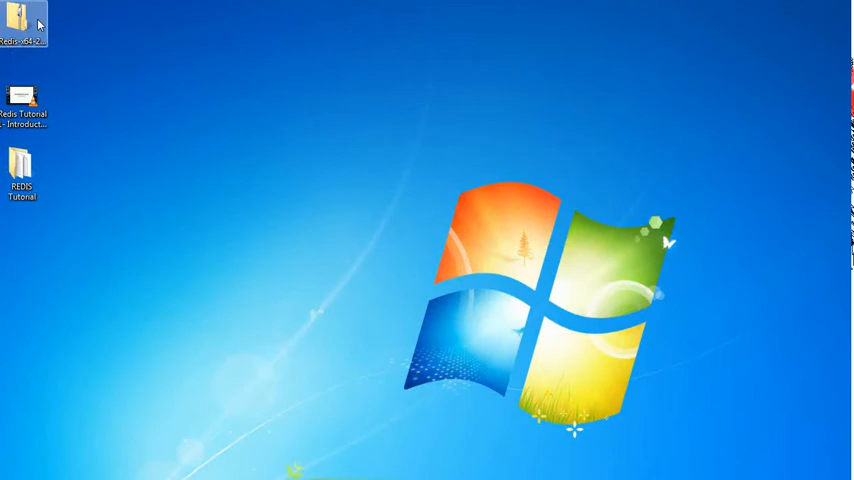 Redis-x64-2...
Redis Tutorial
- Introduct...
REDIS
Tutorial